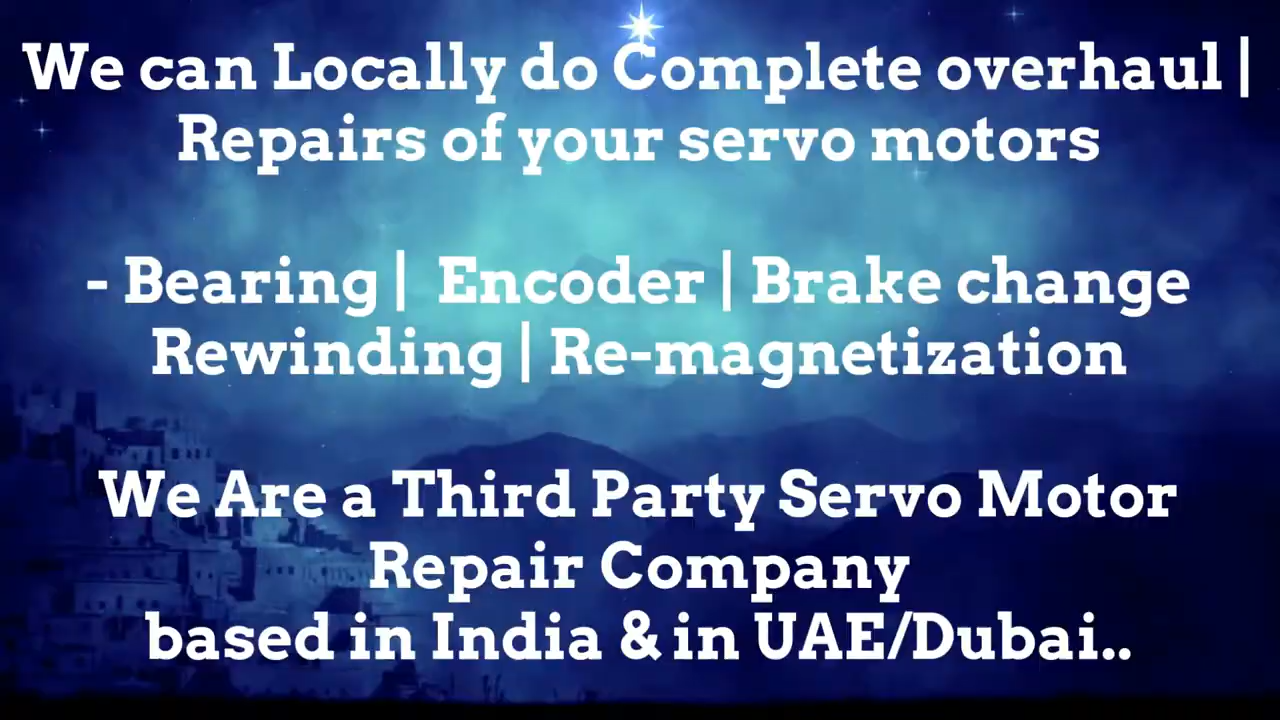 We can Locally do Complete overhaul |
Repairs of your servo motors
- Bearing | Encoder | Brake change
Rewinding | Re-magnetization
We Are a Third Party Servo Motor
Repair Company
based in India & in UAE/Dubai..